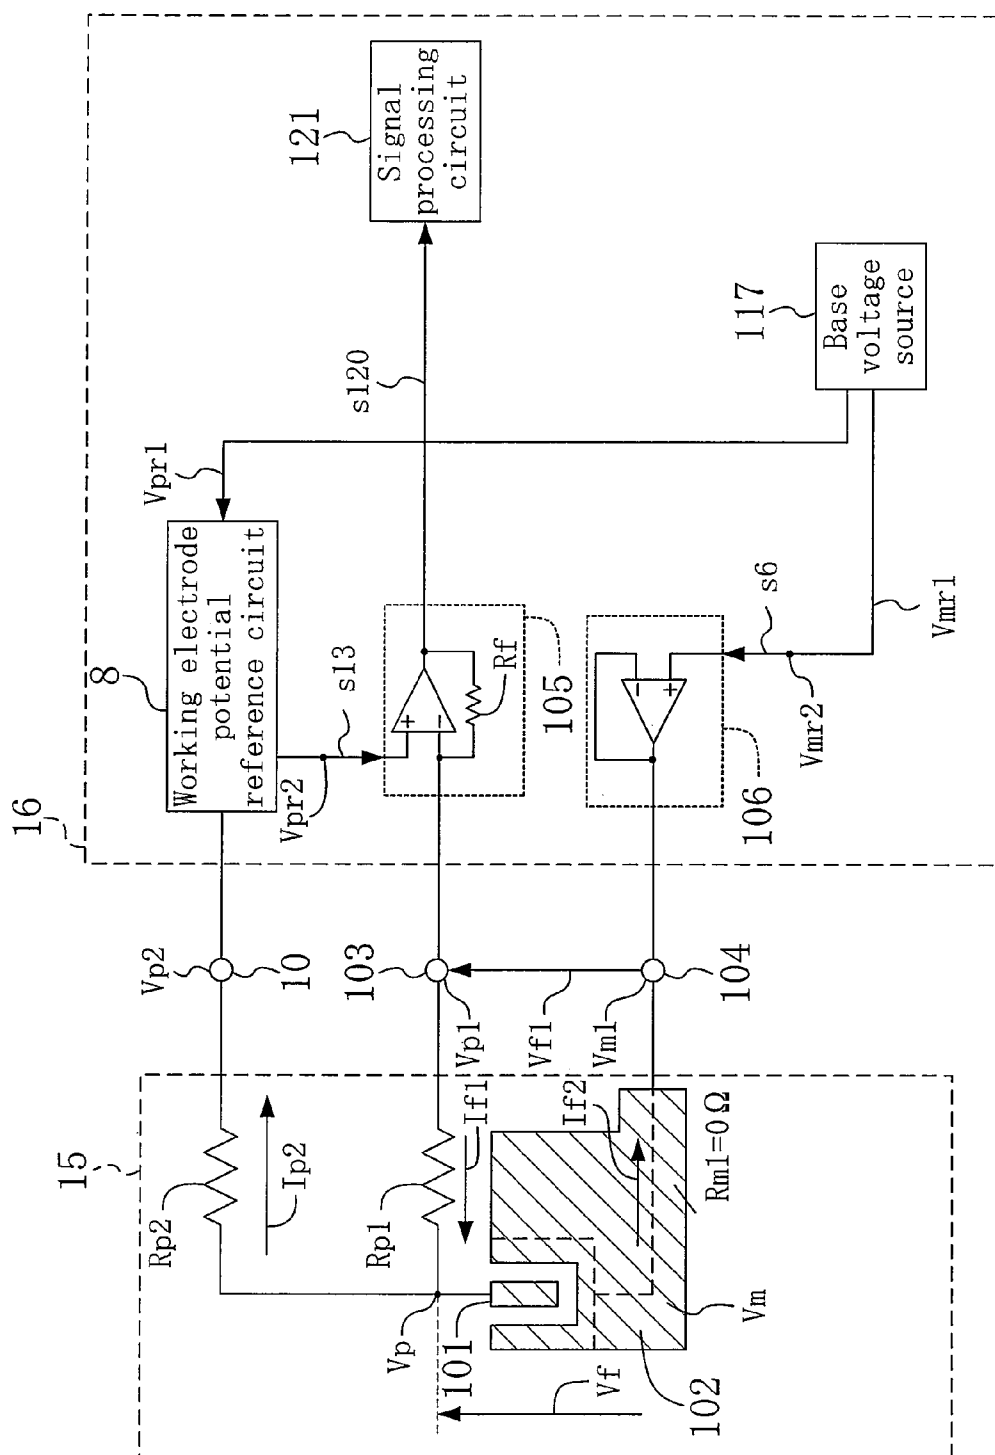 16
8
Working electrode
potential
reference circuit
Vpr1
121
Signal
processing
circuit
s120
117
Base
voltage
source
Vpr2
s13
Rf
105
106
s6
Vmr2
Vmr1
Vp2
10
103
Vp1
Vf1
Vm1
104
15
Rp2
Ip2
Rp1
If1
If2
Rm1=0Ω
Vp
101
102
Vm
Vf